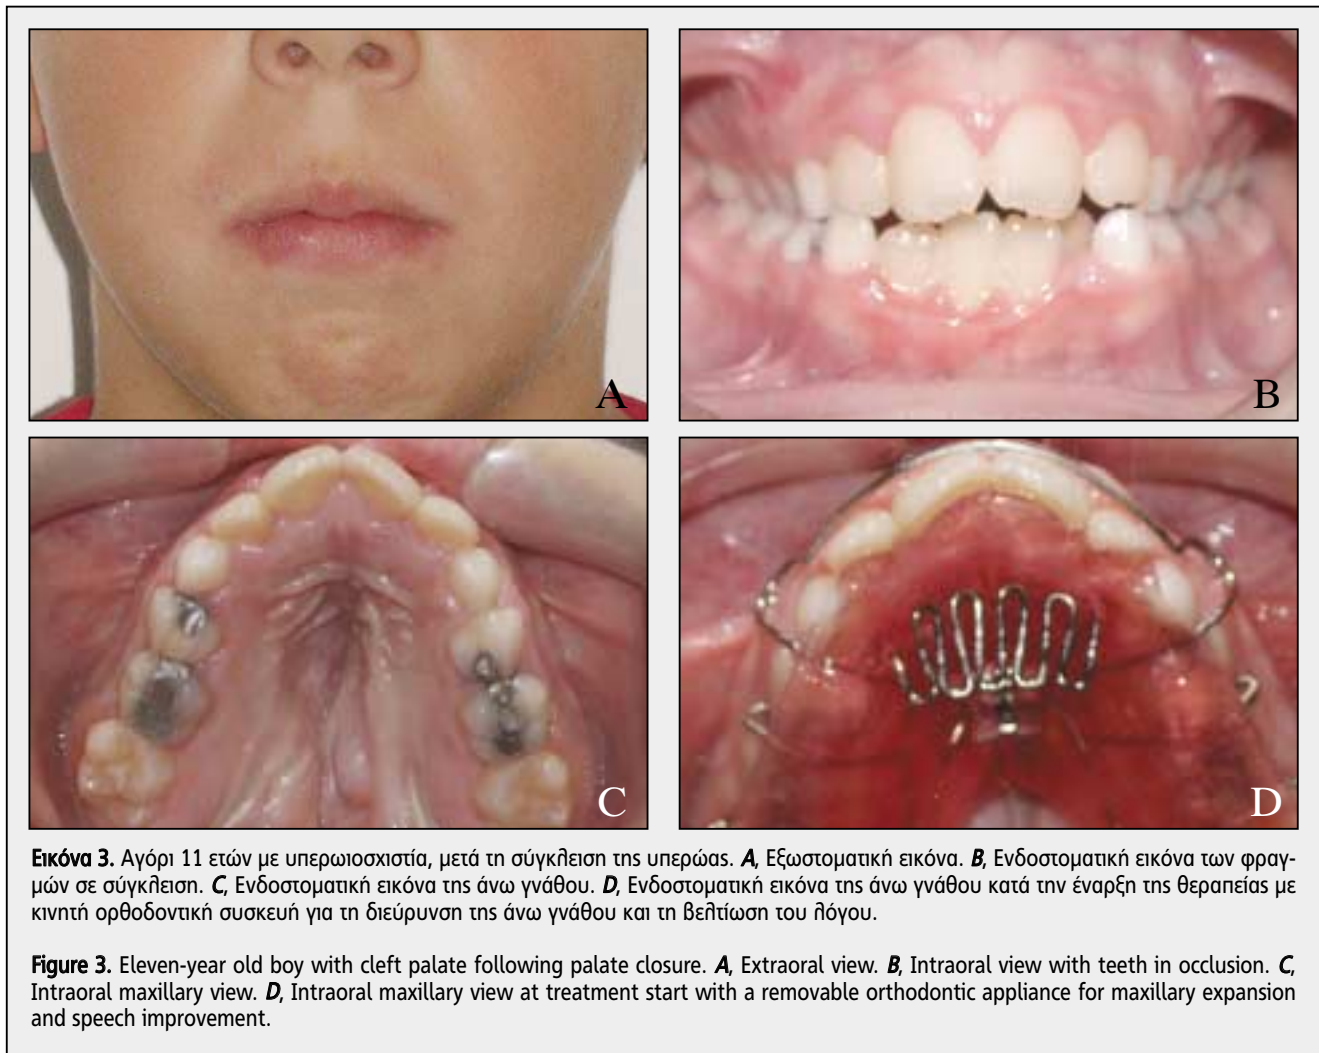 A
B
C
D
Εικόνα 3. Αγόρι 11 ετών με υπερωιοσχιστία, μετά τη σύγκλειση της υπερώας. A, Εξωστοματική εικόνα. B, Ενδοστοματική εικόνα των φραγ-
μών σε σύγκλειση. C, Ενδοστοματική εικόνα της άνω γνάθου. D, Ενδοστοματική εικόνα της άνω γνάθου κατά την έναρξη της θεραπείας με
κινητή ορθοδοντική συσκευή για τη διεύρυνση της άνω γνάθου και τη βελτίωση του λόγου.
Figure 3. Eleven-year old boy with cleft palate following palate closure. A, Extraoral view. B, Intraoral view with teeth in occlusion. C,
Intraoral maxillary view. D, Intraoral maxillary view at treatment start with a removable orthodontic appliance for maxillary expansion
and speech improvement.